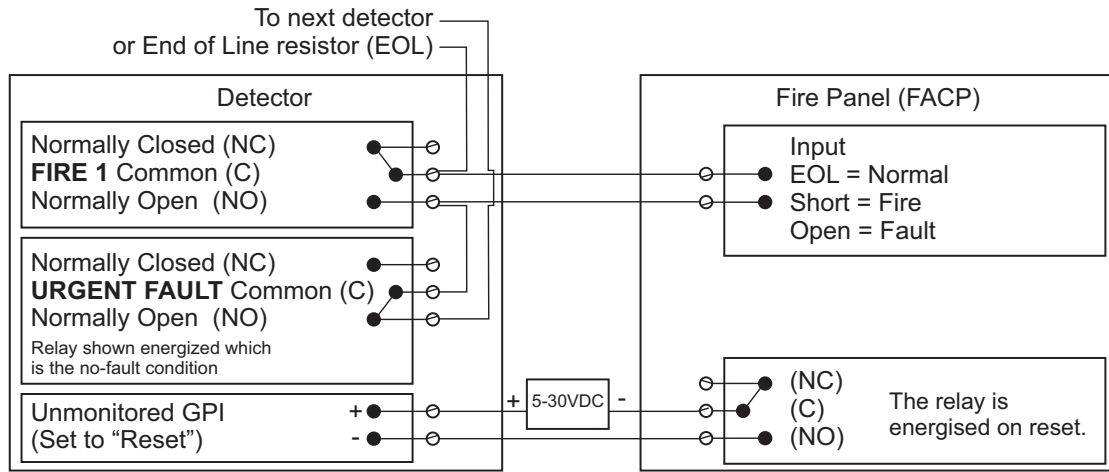 To next detector
or End of Line resistor (EOL)
Detector
Normally Closed (NC)
FIRE 1 Common (C)
Normally Open (NO)
Normally Closed (NC)
URGENT FAULT Common (C)
Normally Open (NO)
Relay shown energized which
is the no-fault condition
Unmonitored GPI +
(Set to “Reset”) -
+ 5-30VDC -
Fire Panel (FACP)
Input
EOL = Normal
Short = Fire
Open = Fault
(NC)
(C)
(NO)
The relay is
energised on reset.